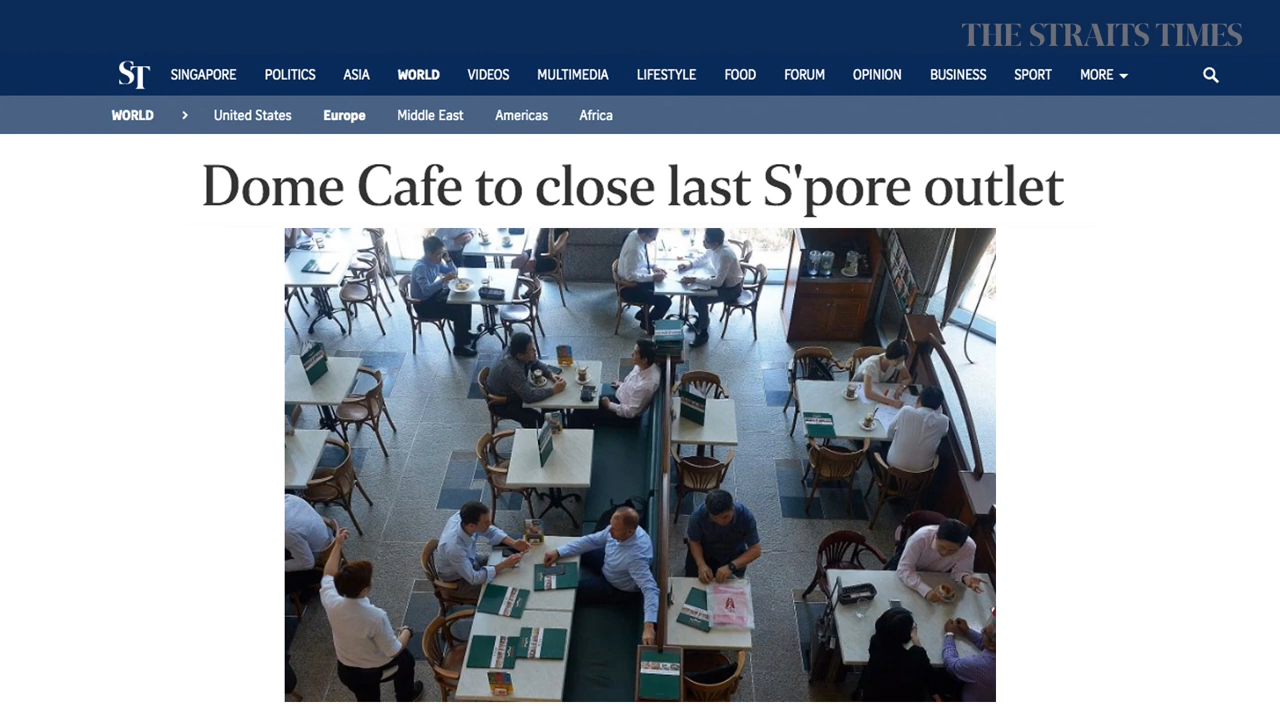 THE STRAITS TIMES
ST SINGAPORE POLITICS ASIA WORLD VIDEOS MULTIMEDIA LIFESTYLE FOOD FORUM OPINION BUSINESS SPORT MORE
WORLD > United States Europe Middle East Americas Africa
Dome Cafe to close last S'pore outlet